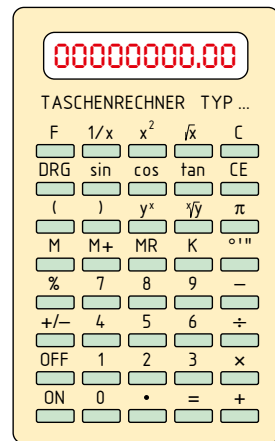 00000000.00
TASCHENRECHNER TYP ...
F 1/x x² √x C
DRG sin cos tan CE
( ) yˣ ˣ√y π
M M+ MR K °'"
% 7 8 9 −
+/− 4 5 6 ÷
OFF 1 2 3 ×
ON 0 • = +